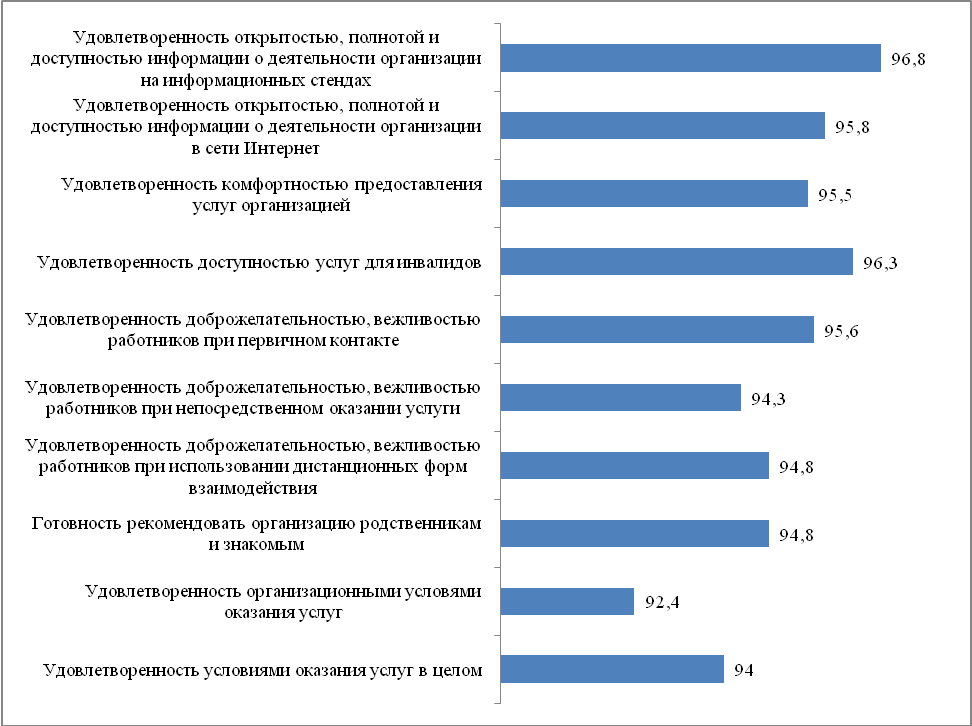 Удовлетворенность открытостью, полнотой и
доступностью информации о деятельности организации
на информационных стендах
96,8
Удовлетворенность открытостью, полнотой и
доступностью информации о деятельности организации
в сети Интернет
95,8
Удовлетворенность комфортностью предоставления
услуг организацией
95,5
Удовлетворенность доступностью услуг для инвалидов
96,3
Удовлетворенность доброжелательностью, вежливостью
работников при первичном контакте
95,6
Удовлетворенность доброжелательностью, вежливостью
работников при непосредственном оказании услуги
94,3
Удовлетворенность доброжелательностью, вежливостью
работников при использовании дистанционных форм
взаимодействия
94,8
Готовность рекомендовать организацию родственникам
и знакомым
94,8
Удовлетворенность организационными условиями
оказания услуг
92,4
Удовлетворенность условиями оказания услуг в целом
94